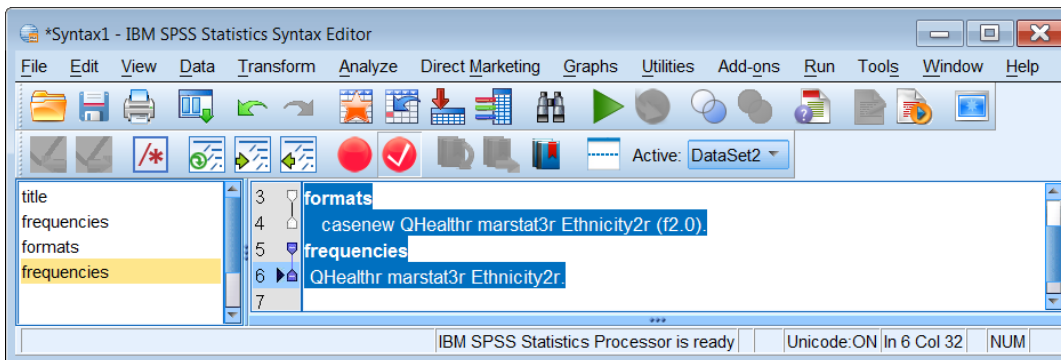 *Syntax1 - IBM SPSS Statistics Syntax Editor
File Edit View Data Transform Analyze Direct Marketing Graphs Utilities Add-ons Run Tools Window Help
/*
Active: DataSet2
title
frequencies
formats
frequencies
3 formats
4 casenew QHealthr marstat3r Ethnicity2r (f2.0).
5 frequencies
6 QHealthr marstat3r Ethnicity2r.
7
IBM SPSS Statistics Processor is ready Unicode:ON In 6 Col 32 NUM